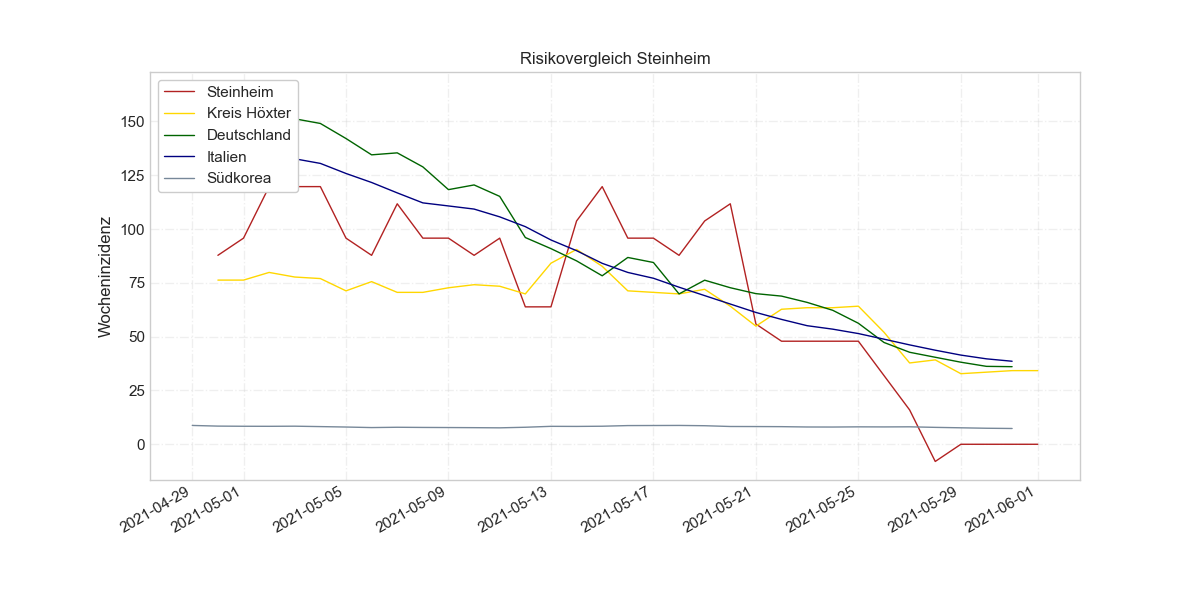 Risikovergleich Steinheim
Steinheim
Kreis Höxter
Deutschland
Italien
Südkorea
Wocheninzidenz
150
125
100
75
50
25
0
2021-04-29
2021-05-01
2021-05-05
2021-05-09
2021-05-13
2021-05-17
2021-05-21
2021-05-25
2021-05-29
2021-06-01